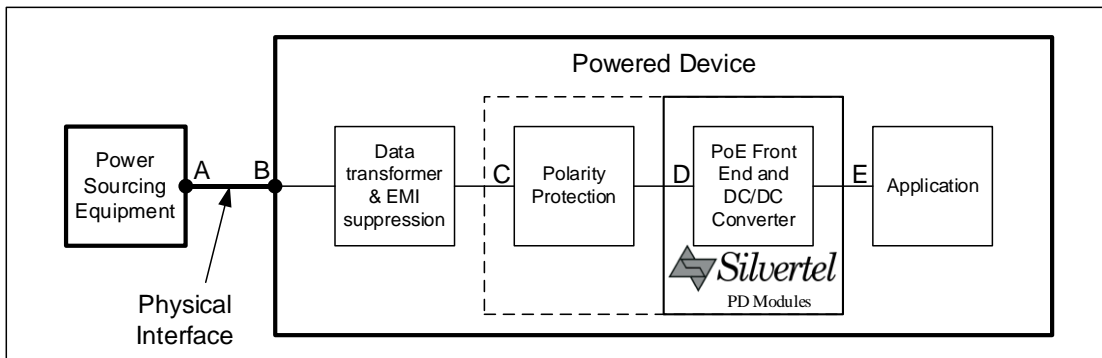 Powered Device
Power
Sourcing
Equipment
A
B
Physical
Interface
Data
transformer
& EMI
suppression
C
Polarity
Protection
D
PoE Front
End and
DC/DC
Converter
E
Application
Silvertel
PD Modules